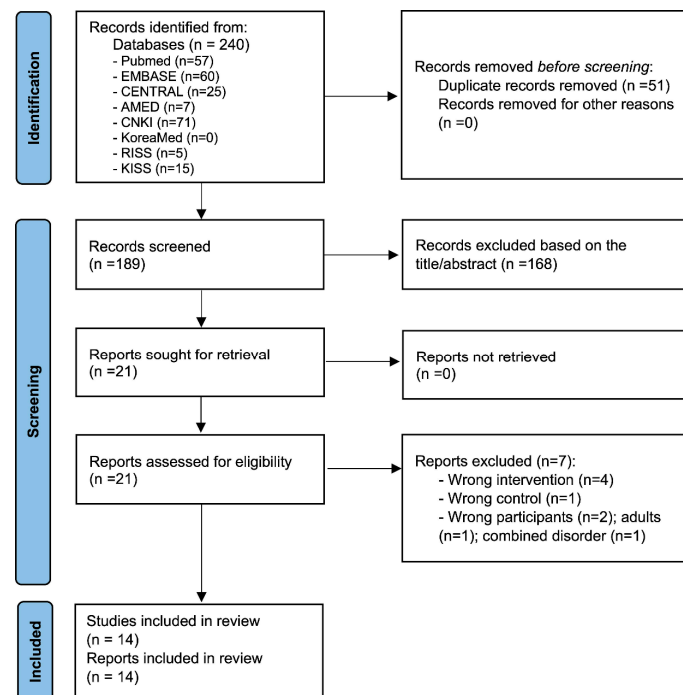 Identification
Records identified from:
Databases (n = 240)
- Pubmed (n=57)
- EMBASE (n=60)
- CENTRAL (n=25)
- AMED (n=7)
- CNKI (n=71)
- KoreaMed (n=0)
- RISS (n=5)
- KISS (n=15)
Records removed before screening:
Duplicate records removed (n =51)
Records removed for other reasons
(n =0)
Screening
Records screened
(n =189)
Records excluded based on the
title/abstract (n =168)
Reports sought for retrieval
(n =21)
Reports not retrieved
(n =0)
Reports assessed for eligibility
(n =21)
Reports excluded (n=7):
- Wrong intervention (n=4)
- Wrong control (n=1)
- Wrong participants (n=2); adults
(n=1); combined disorder (n=1)
Included
Studies included in review
(n = 14)
Reports included in review
(n = 14)